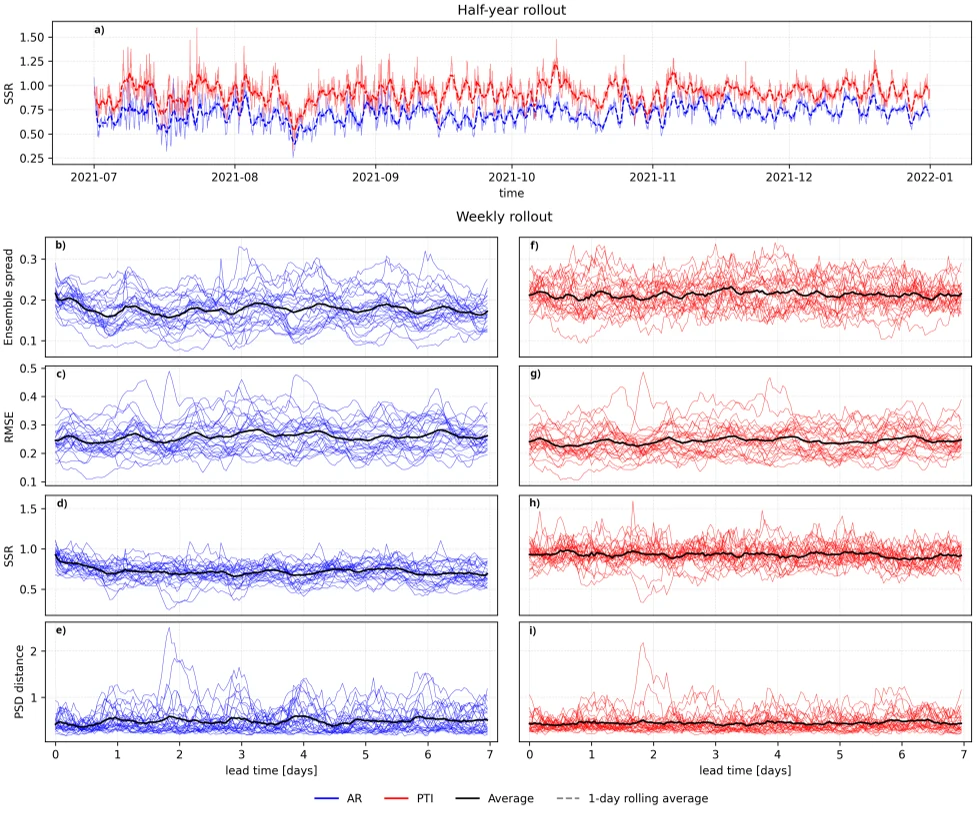 Half-year rollout
a)
1.50
1.25
1.00
0.75
0.50
0.25
SSR
2021-07 2021-08 2021-09 2021-10 2021-11 2021-12 2022-01
time
Weekly rollout
b)
0.3
0.2
0.1
Ensemble spread
f)
c)
0.5
0.4
0.3
0.2
0.1
RMSE
g)
d)
1.5
1.0
0.5
SSR
h)
e)
2
1
PSD distance
i)
0 1 2 3 4 5 6 7
lead time [days]
0 1 2 3 4 5 6 7
lead time [days]
AR PTI Average 1-day rolling average